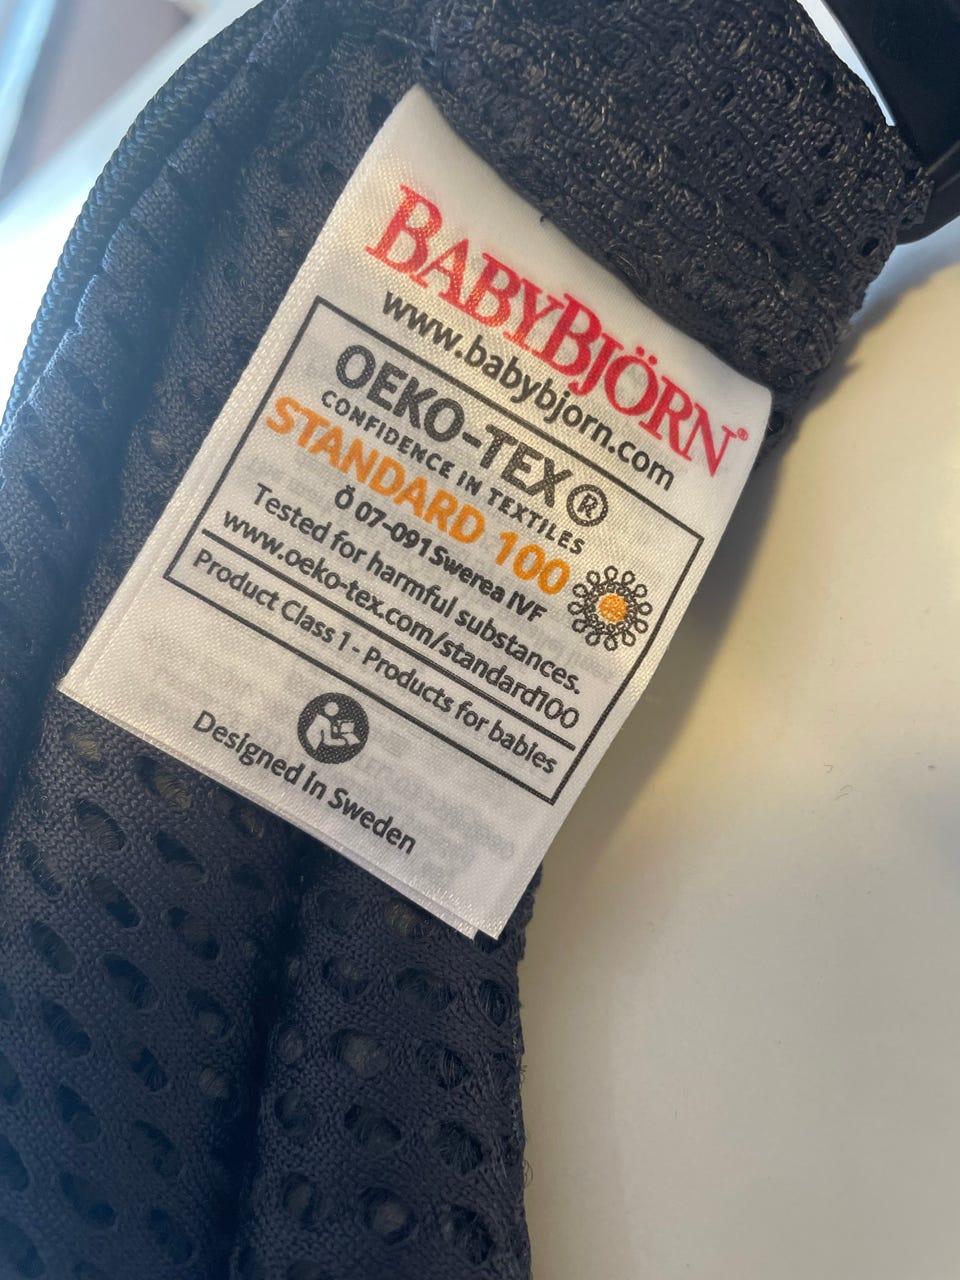 BABYBJÖRN®
www.babybjorn.com
OEKO-TEX®
CONFIDENCE IN TEXTILES
STANDARD 100
Ö 07-091 Swerea IVF
Tested for harmful substances.
www.oeko-tex.com/standard100
Product Class 1 - Products for babies
Designed in Sweden